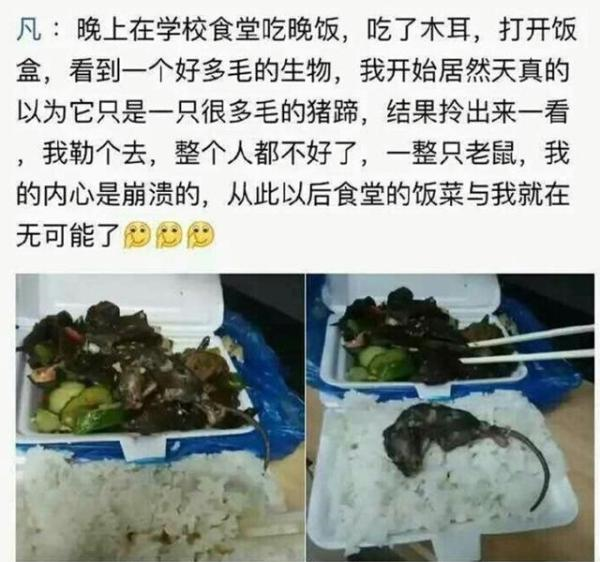 凡：晚上在学校食堂吃晚饭，吃了木耳，打开饭
盒，看到一个好多毛的生物，我开始居然天真的
以为它只是一只很多毛的猪蹄，结果拎出来一看
，我勒个去，整个人都不好了，一整只老鼠，我
的内心是崩溃的，从此以后食堂的饭菜与我就在
无可能了